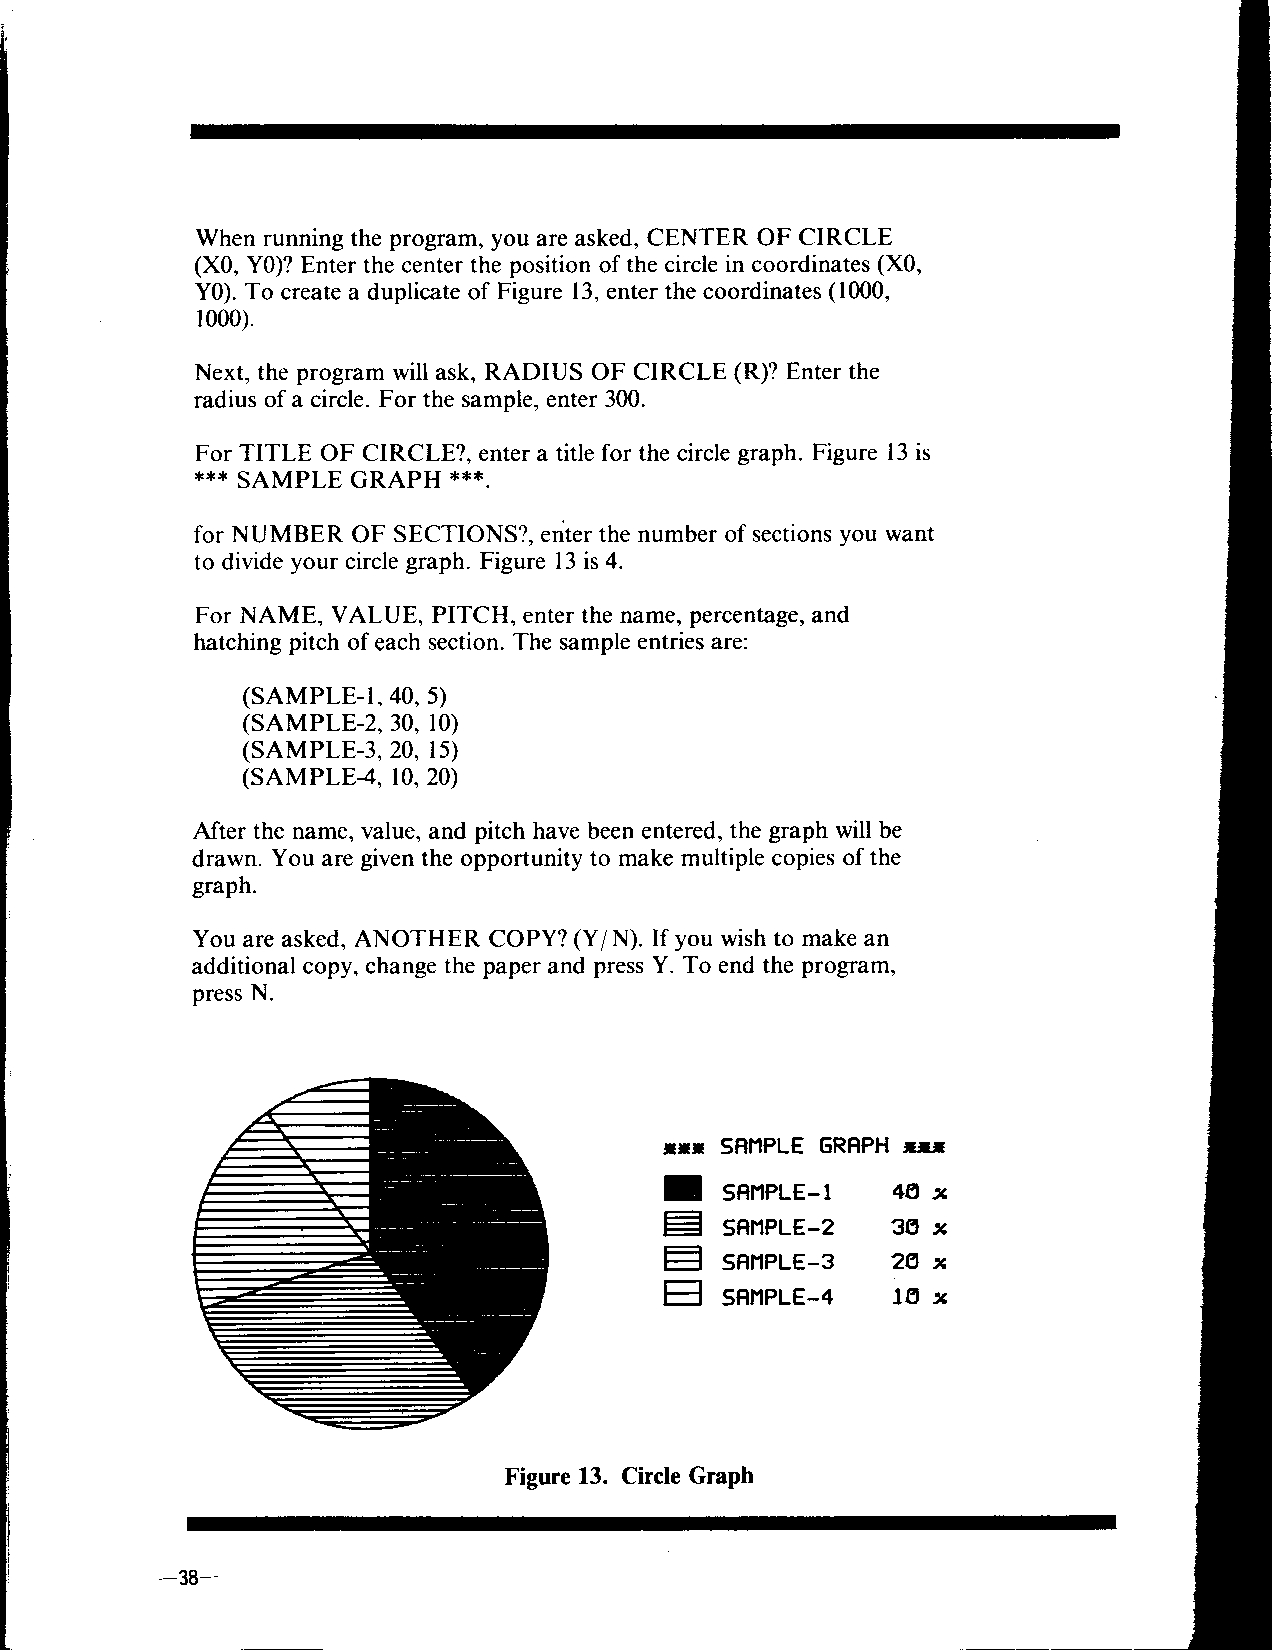 When running the program, you are asked, CENTER OF CIRCLE
(X0, Y0)? Enter the center the position of the circle in coordinates (X0,
Y0). To create a duplicate of Figure 13, enter the coordinates (1000,
1000).
Next, the program will ask, RADIUS OF CIRCLE (R)? Enter the
radius of a circle. For the sample, enter 300.
For TITLE OF CIRCLE?, enter a title for the circle graph. Figure 13 is
*** SAMPLE GRAPH ***.
for NUMBER OF SECTIONS?, enter the number of sections you want
to divide your circle graph. Figure 13 is 4.
For NAME, VALUE, PITCH, enter the name, percentage, and
hatching pitch of each section. The sample entries are:
(SAMPLE-1, 40, 5)
(SAMPLE-2, 30, 10)
(SAMPLE-3, 20, 15)
(SAMPLE-4, 10, 20)
After the name, value, and pitch have been entered, the graph will be
drawn. You are given the opportunity to make multiple copies of the
graph.
You are asked, ANOTHER COPY? (Y/N). If you wish to make an
additional copy, change the paper and press Y. To end the program,
press N.
*** SAMPLE GRAPH ***
SAMPLE-1 40 %
SAMPLE-2 30 %
SAMPLE-3 20 %
SAMPLE-4 10 %
Figure 13. Circle Graph
—38—